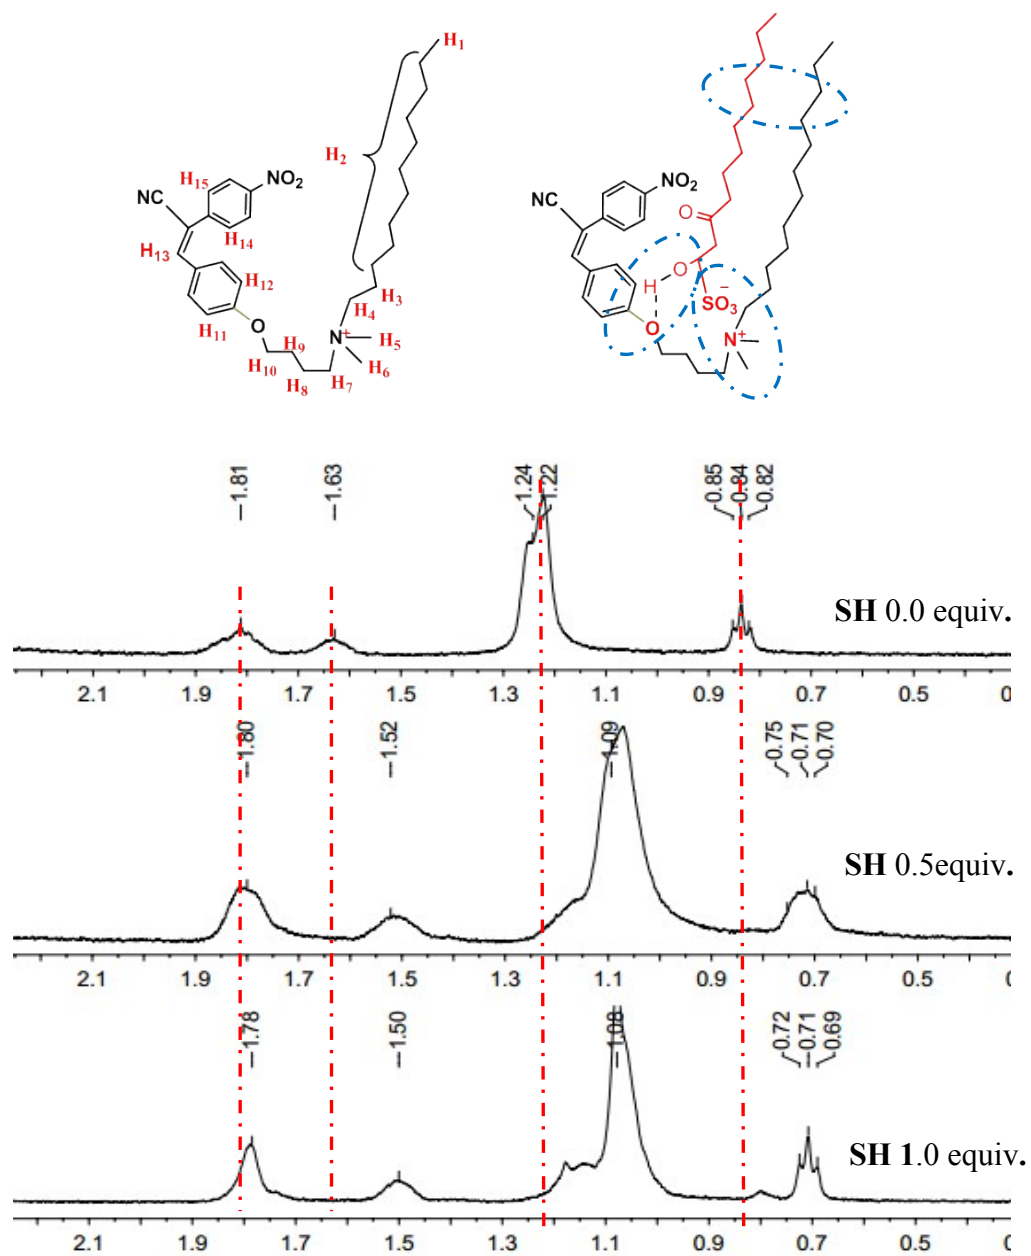 H1
H2
H15
NO2
NC
H14
H13
H12
H3
H4
H11
O
H9
N+
H5
H10
H8
H7
H6
NO2
NC
O
O
H
SO3−
O
N+
1.81
1.63
1.24
1.22
0.85
0.84
0.82
SH 0.0 equiv.
2.1 1.9 1.7 1.5 1.3 1.1 0.9 0.7 0.5
1.80
1.52
1.09
0.75
0.71
0.70
SH 0.5equiv.
2.1 1.9 1.7 1.5 1.3 1.1 0.9 0.7 0.5
1.78
1.50
1.08
0.72
0.71
0.69
SH 1.0 equiv.
2.1 1.9 1.7 1.5 1.3 1.1 0.9 0.7 0.5